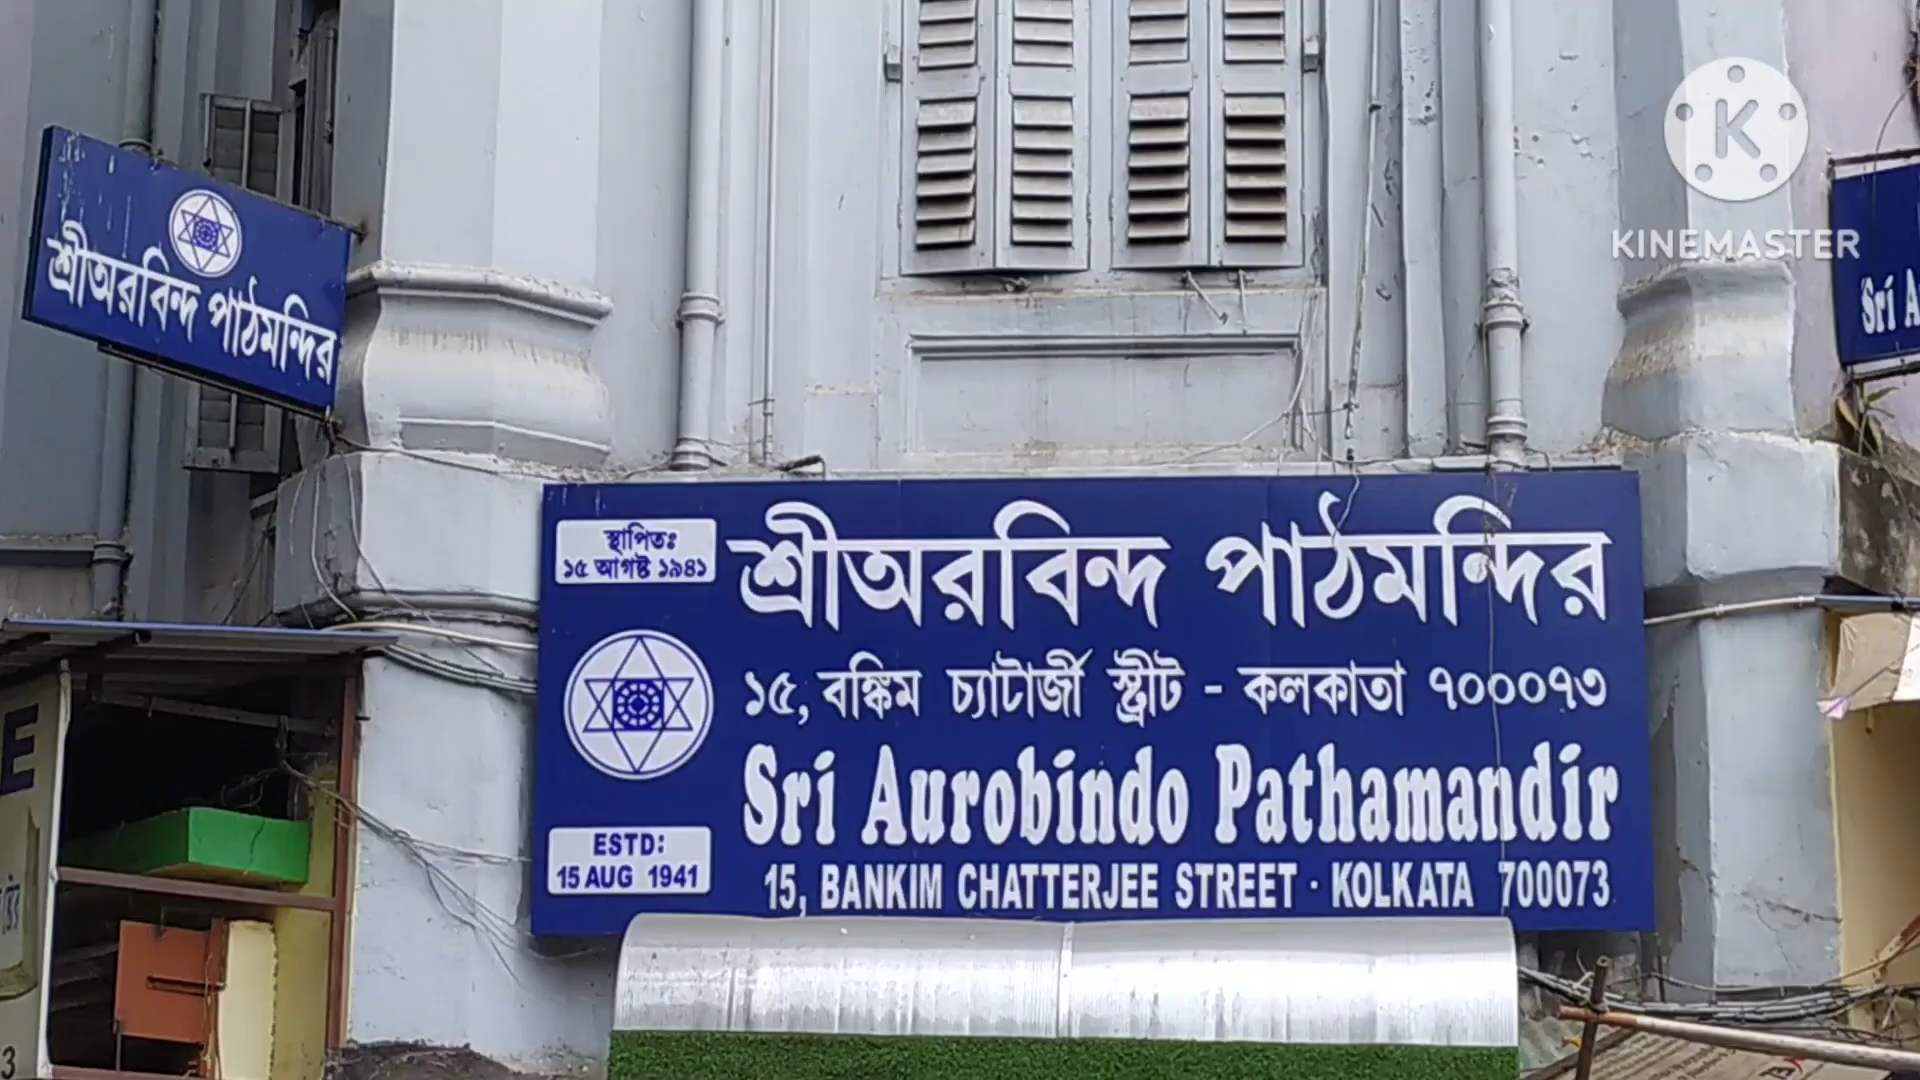 শ্রীঅরবিন্দ পাঠমন্দির
KINEMASTER
Sri A
স্থাপিতঃ
১৫ আগষ্ট ১৯৪১
শ্রীঅরবিন্দ পাঠমন্দির
১৫, বঙ্কিম চ্যাটার্জী স্ট্রীট - কলকাতা ৭০০০৭৩
Sri Aurobindo Pathamandir
ESTD:
15 AUG 1941
15, BANKIM CHATTERJEE STREET · KOLKATA 700073
E
3